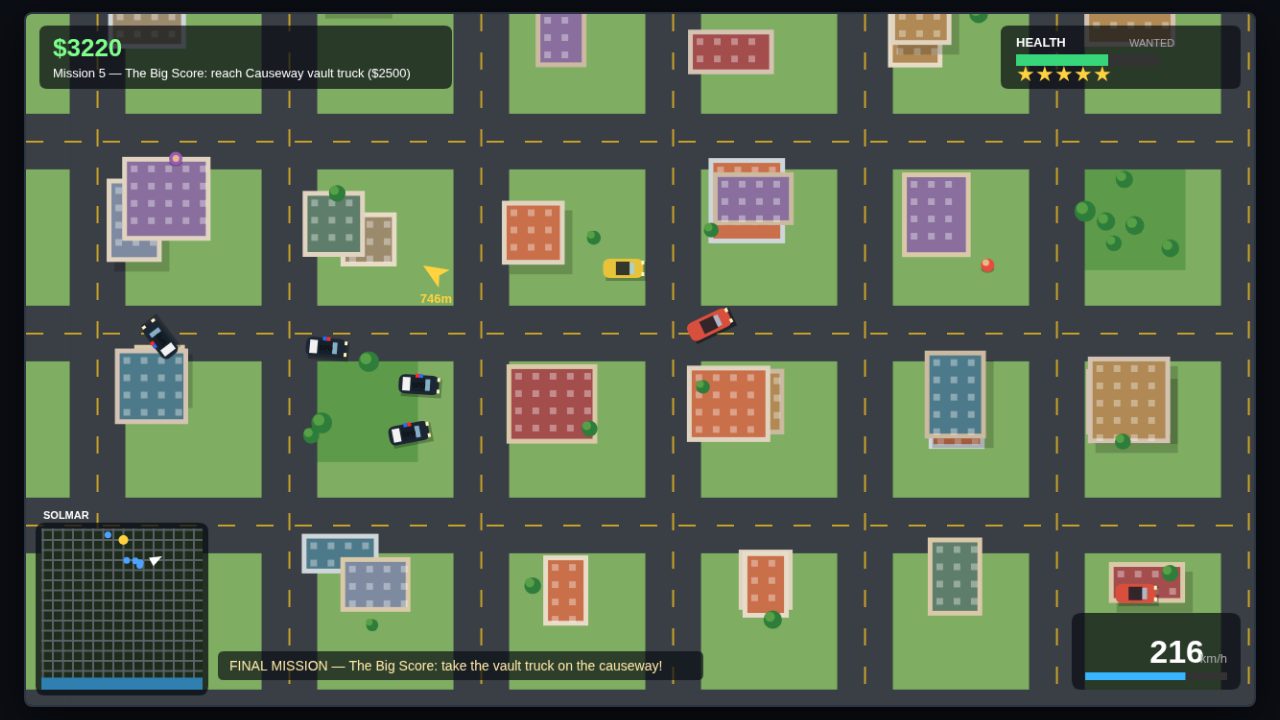 $3220
Mission 5 — The Big Score: reach Causeway vault truck ($2500)
HEALTH
WANTED
★★★★★
746m
SOLMAR
FINAL MISSION — The Big Score: take the vault truck on the causeway!
216 km/h